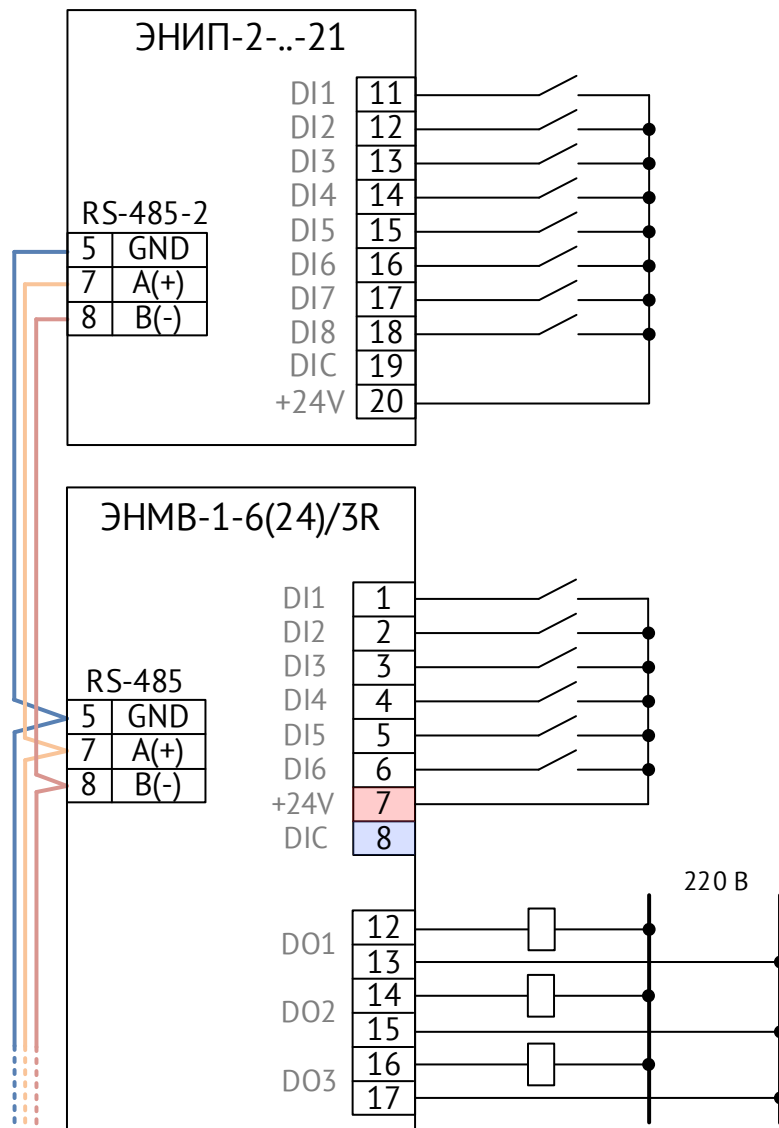 ЭНИП-2-..-21
DI1 11
DI2 12
DI3 13
DI4 14
DI5 15
DI6 16
DI7 17
DI8 18
DIC 19
+24V 20
RS-485-2
5 GND
7 A(+)
8 B(-)
ЭНМВ-1-6(24)/3R
DI1 1
DI2 2
DI3 3
DI4 4
DI5 5
DI6 6
+24V 7
DIC 8
RS-485
5 GND
7 A(+)
8 B(-)
220 В
DO1 12
13
DO2 14
15
DO3 16
17